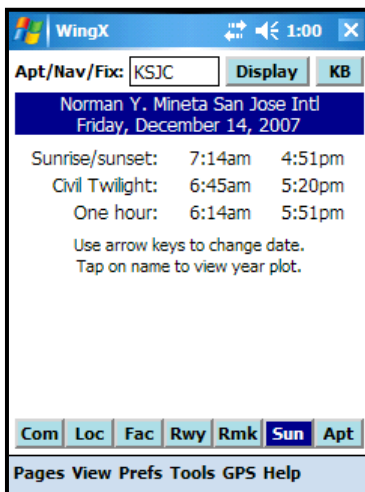 WingX 1:00
Apt/Nav/Fix: KSJC Display KB
Norman Y. Mineta San Jose Intl
Friday, December 14, 2007
Sunrise/sunset: 7:14am 4:51pm
Civil Twilight: 6:45am 5:20pm
One hour: 6:14am 5:51pm
Use arrow keys to change date.
Tap on name to view year plot.
Com Loc Fac Rwy Rmk Sun Apt
Pages View Prefs Tools GPS Help